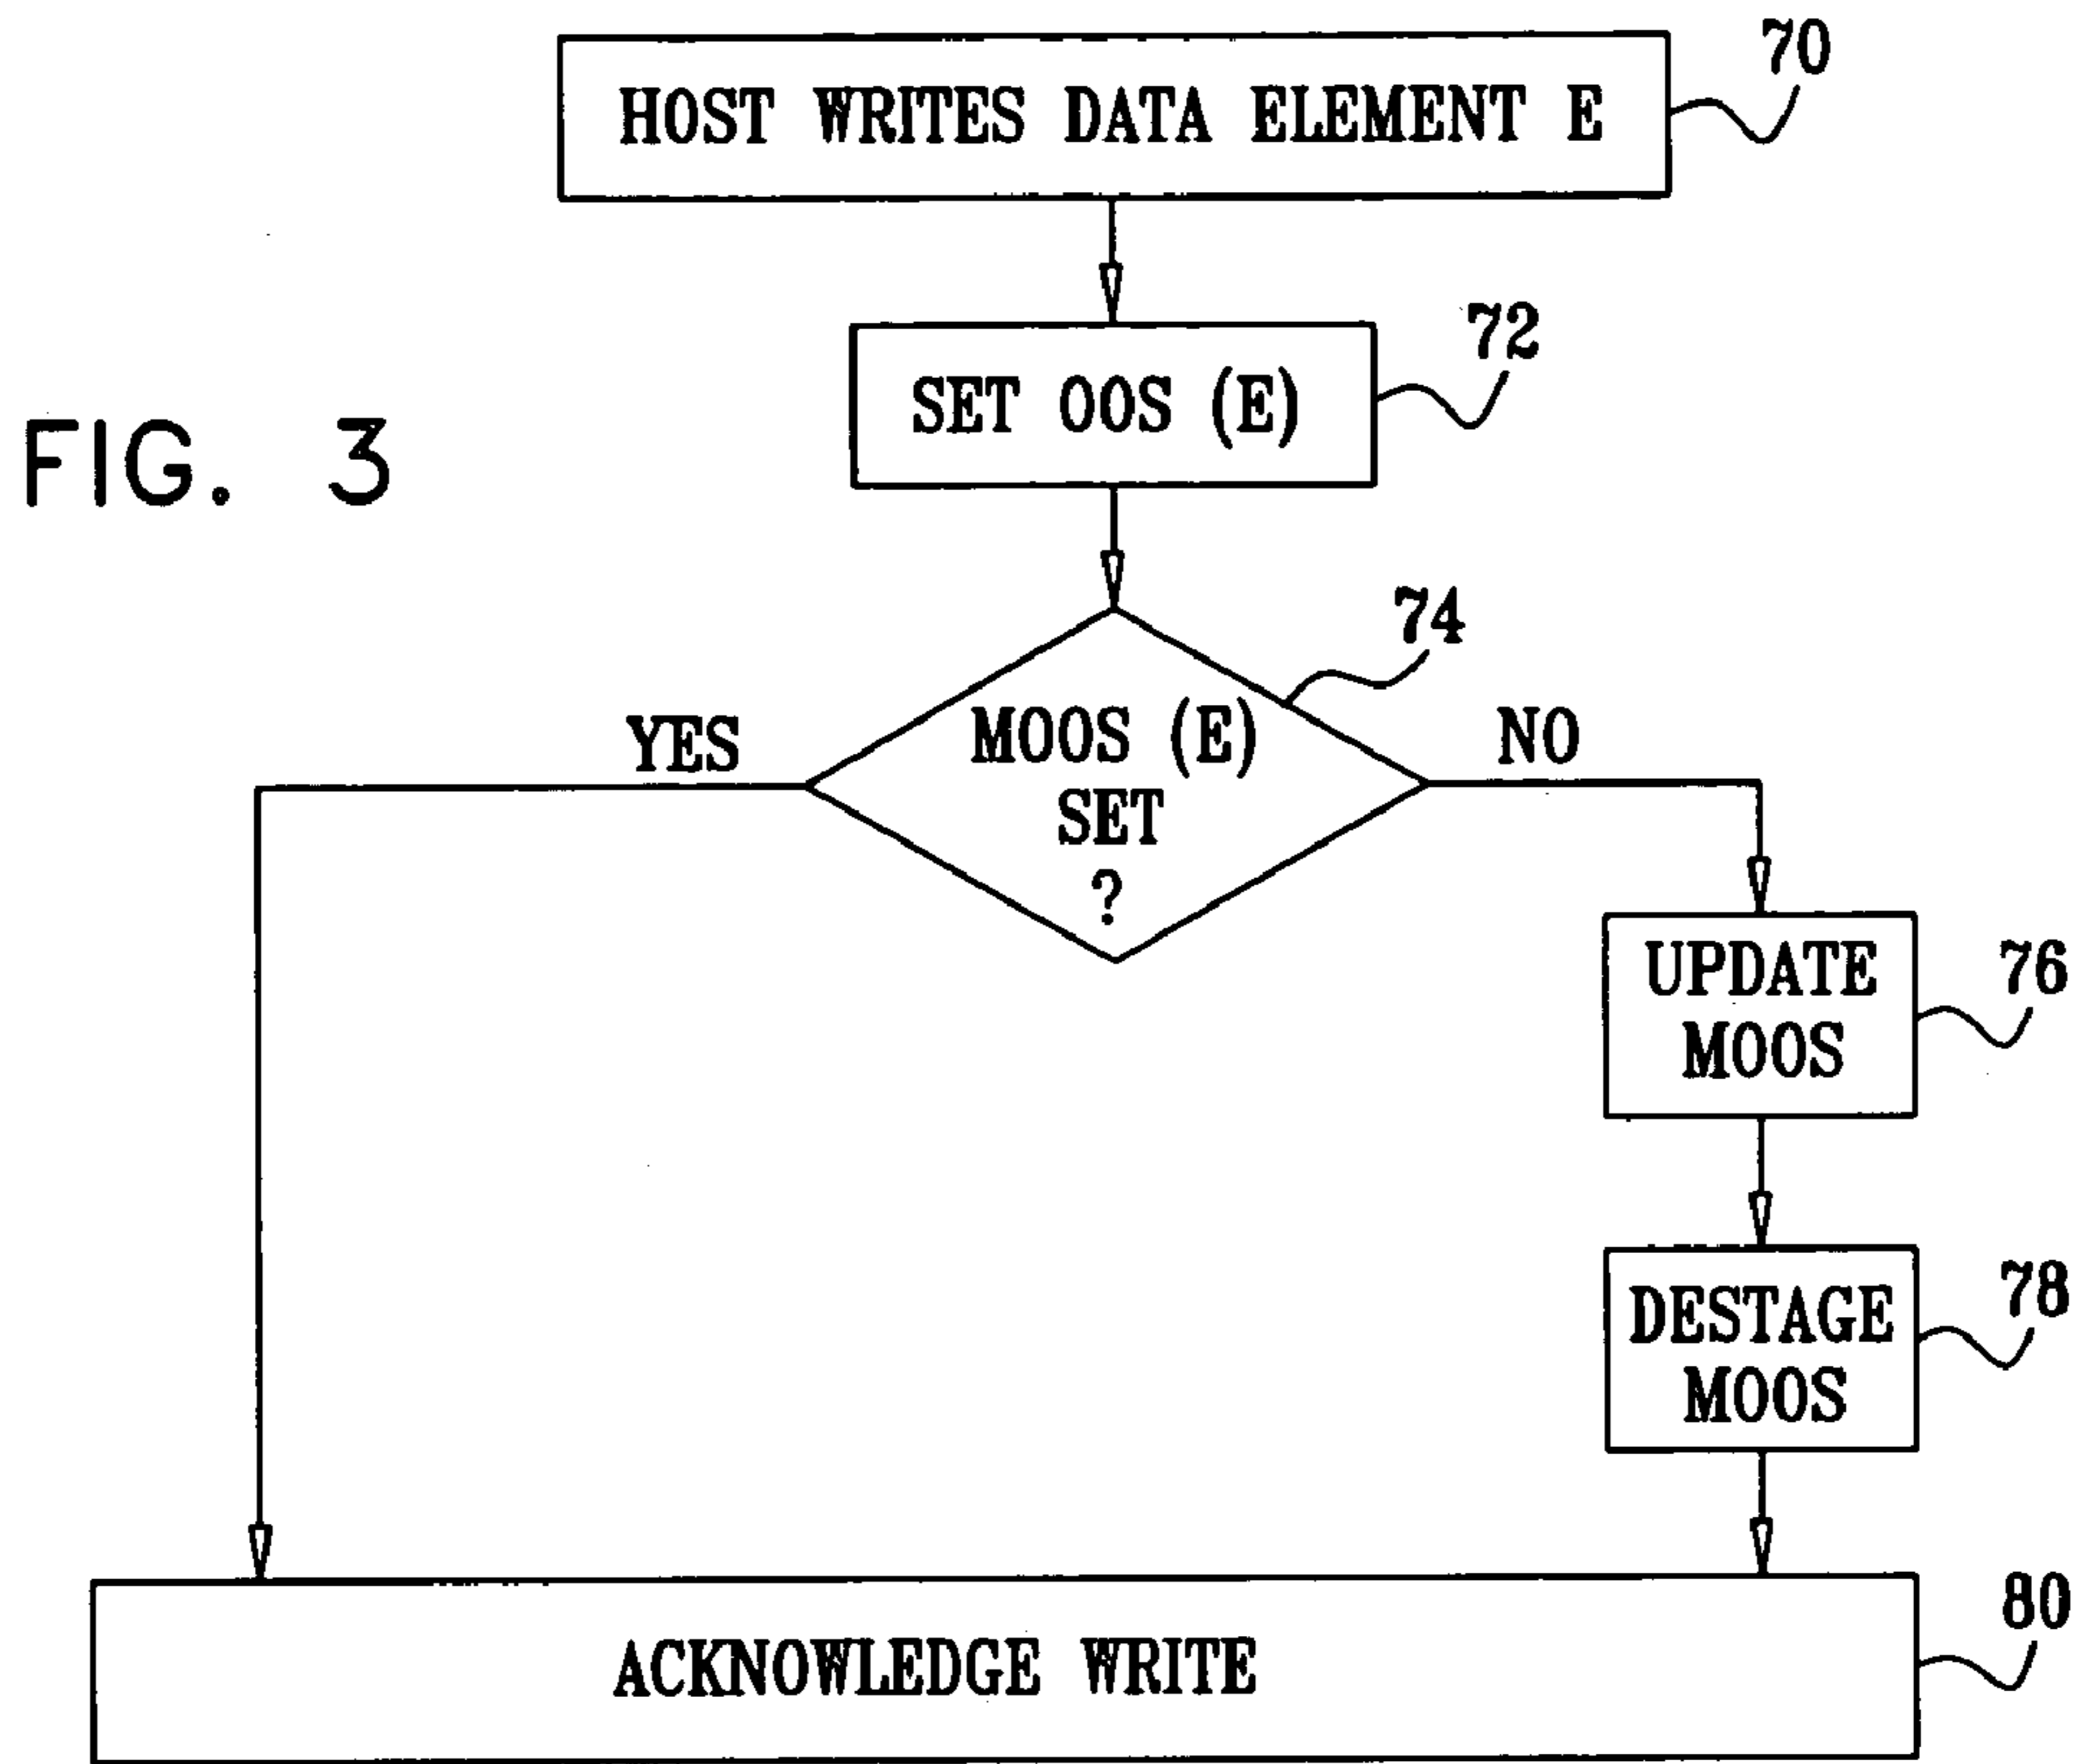 70
HOST WRITES DATA ELEMENT E
72
SET OOS (E)
FIG. 3
74
MOOS (E)
SET
?
YES
NO
76
UPDATE
MOOS
78
DESTAGE
MOOS
80
ACKNOWLEDGE WRITE